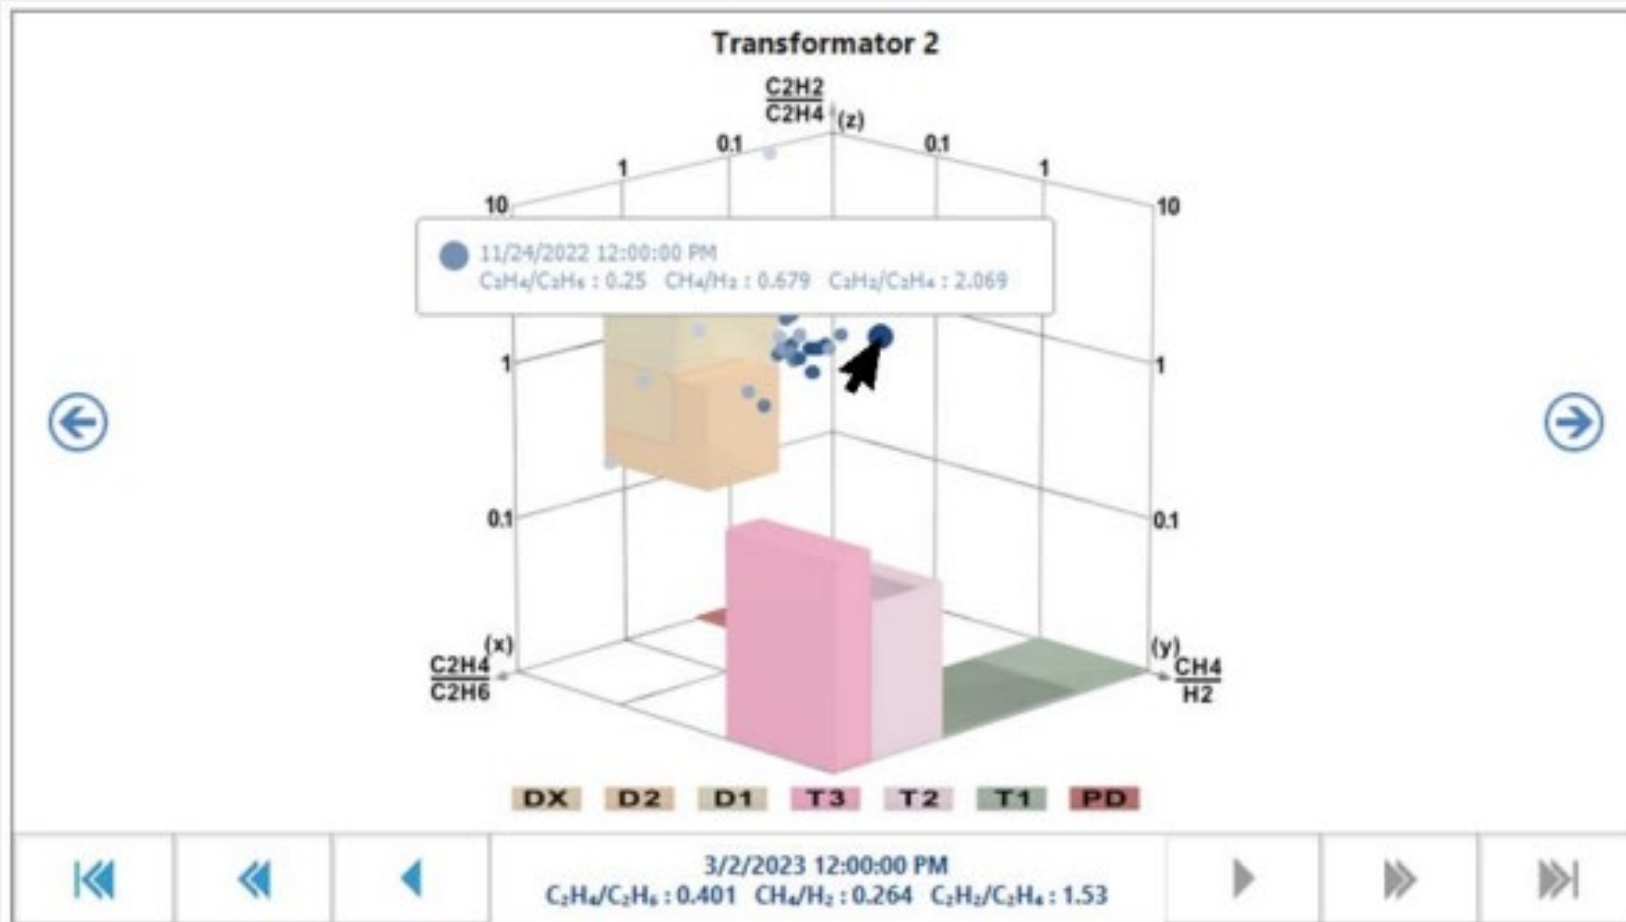 Transformator 2
C2H2
C2H4 (z)
0.1 0.1
1 1
10 10
11/24/2022 12:00:00 PM
C₂H₄/C₂H₆ : 0.25 CH₄/H₂ : 0.679 C₂H₂/C₂H₄ : 2.069
1 1
0.1 0.1
(x) (y)
C2H4 CH4
C2H6 H2
DX D2 D1 T3 T2 T1 PD
3/2/2023 12:00:00 PM
C₂H₄/C₂H₆ : 0.401 CH₄/H₂ : 0.264 C₂H₂/C₂H₄ : 1.53